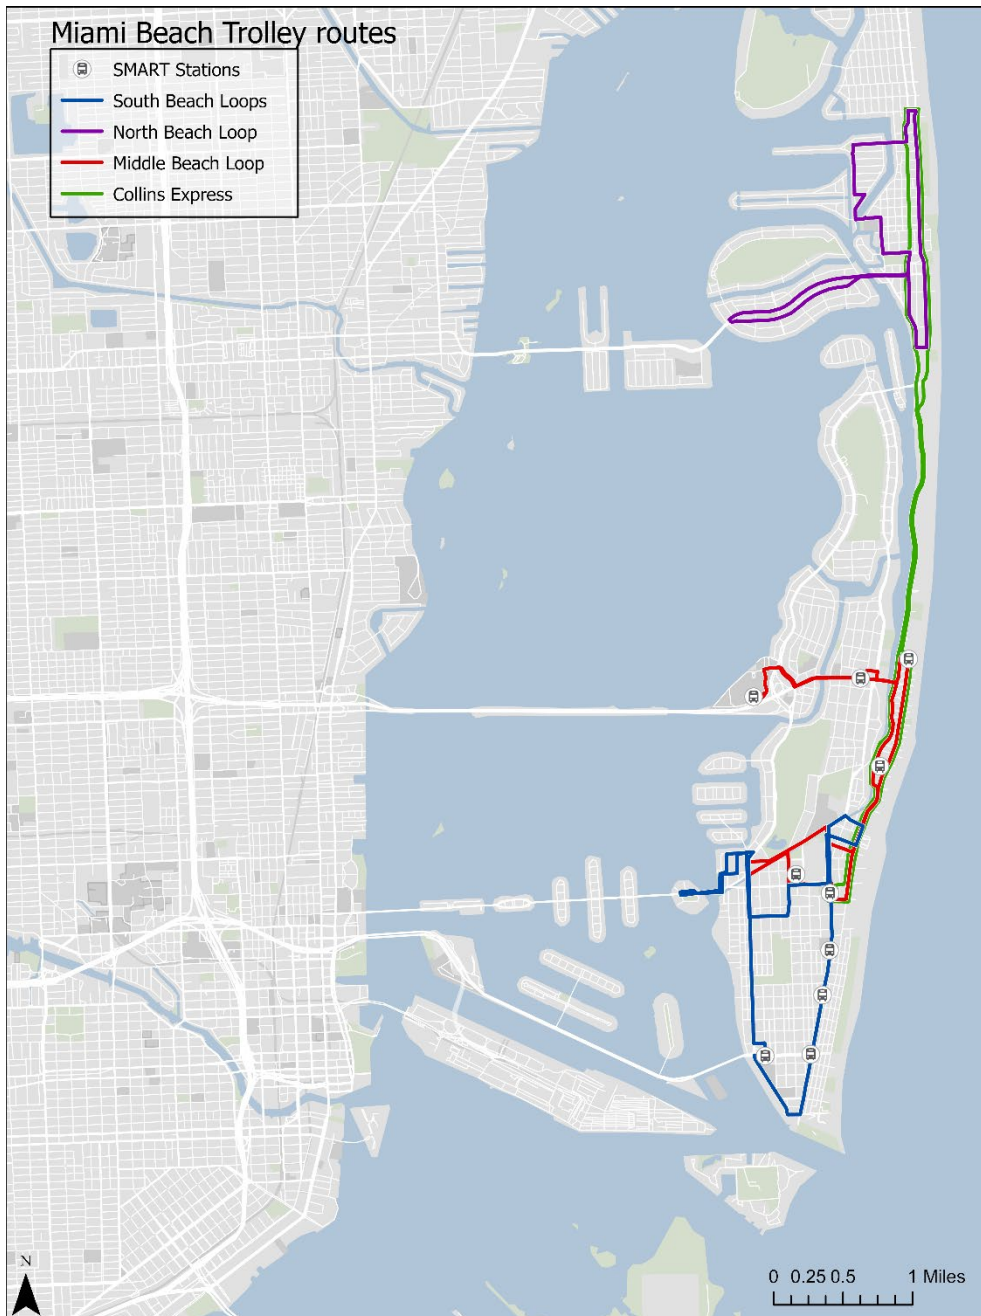 Miami Beach Trolley routes
SMART Stations
South Beach Loops
North Beach Loop
Middle Beach Loop
Collins Express
N
0 0.25 0.5 1 Miles